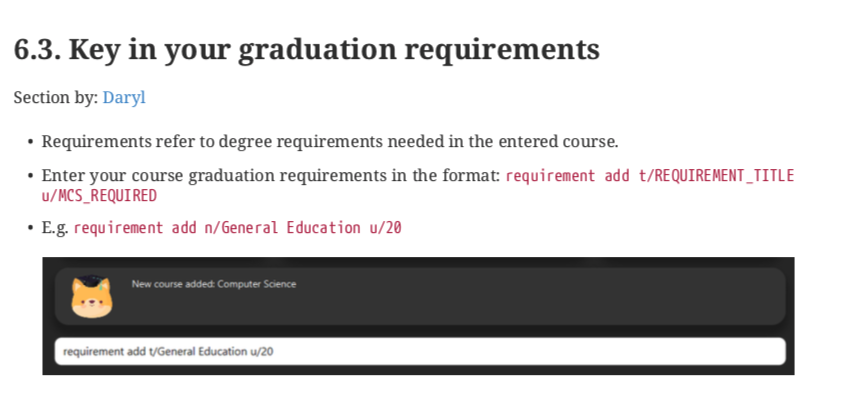 6.3. Key in your graduation requirements
Section by: Daryl
• Requirements refer to degree requirements needed in the entered course.
• Enter your course graduation requirements in the format: requirement add t/REQUIREMENT_TITLE
u/MCS_REQUIRED
• E.g. requirement add n/General Education u/20
New course added: Computer Science
requirement add t/General Education u/20